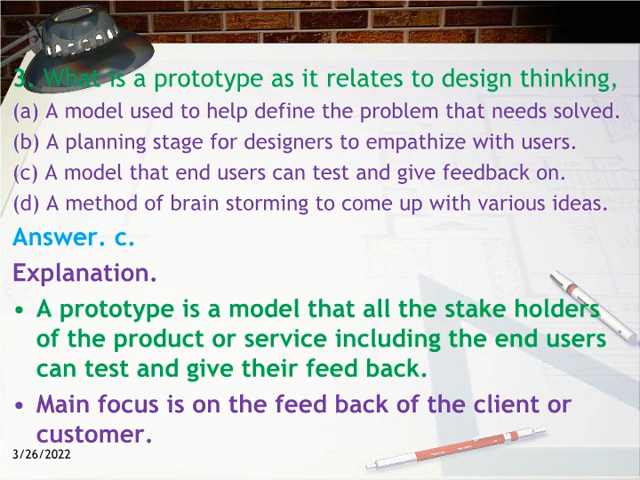 3. What is a prototype as it relates to design thinking,
(a) A model used to help define the problem that needs solved.
(b) A planning stage for designers to empathize with users.
(c) A model that end users can test and give feedback on.
(d) A method of brain storming to come up with various ideas.
Answer. c.
Explanation.
• A prototype is a model that all the stake holders
of the product or service including the end users
can test and give their feed back.
• Main focus is on the feed back of the client or
customer.
3/26/2022